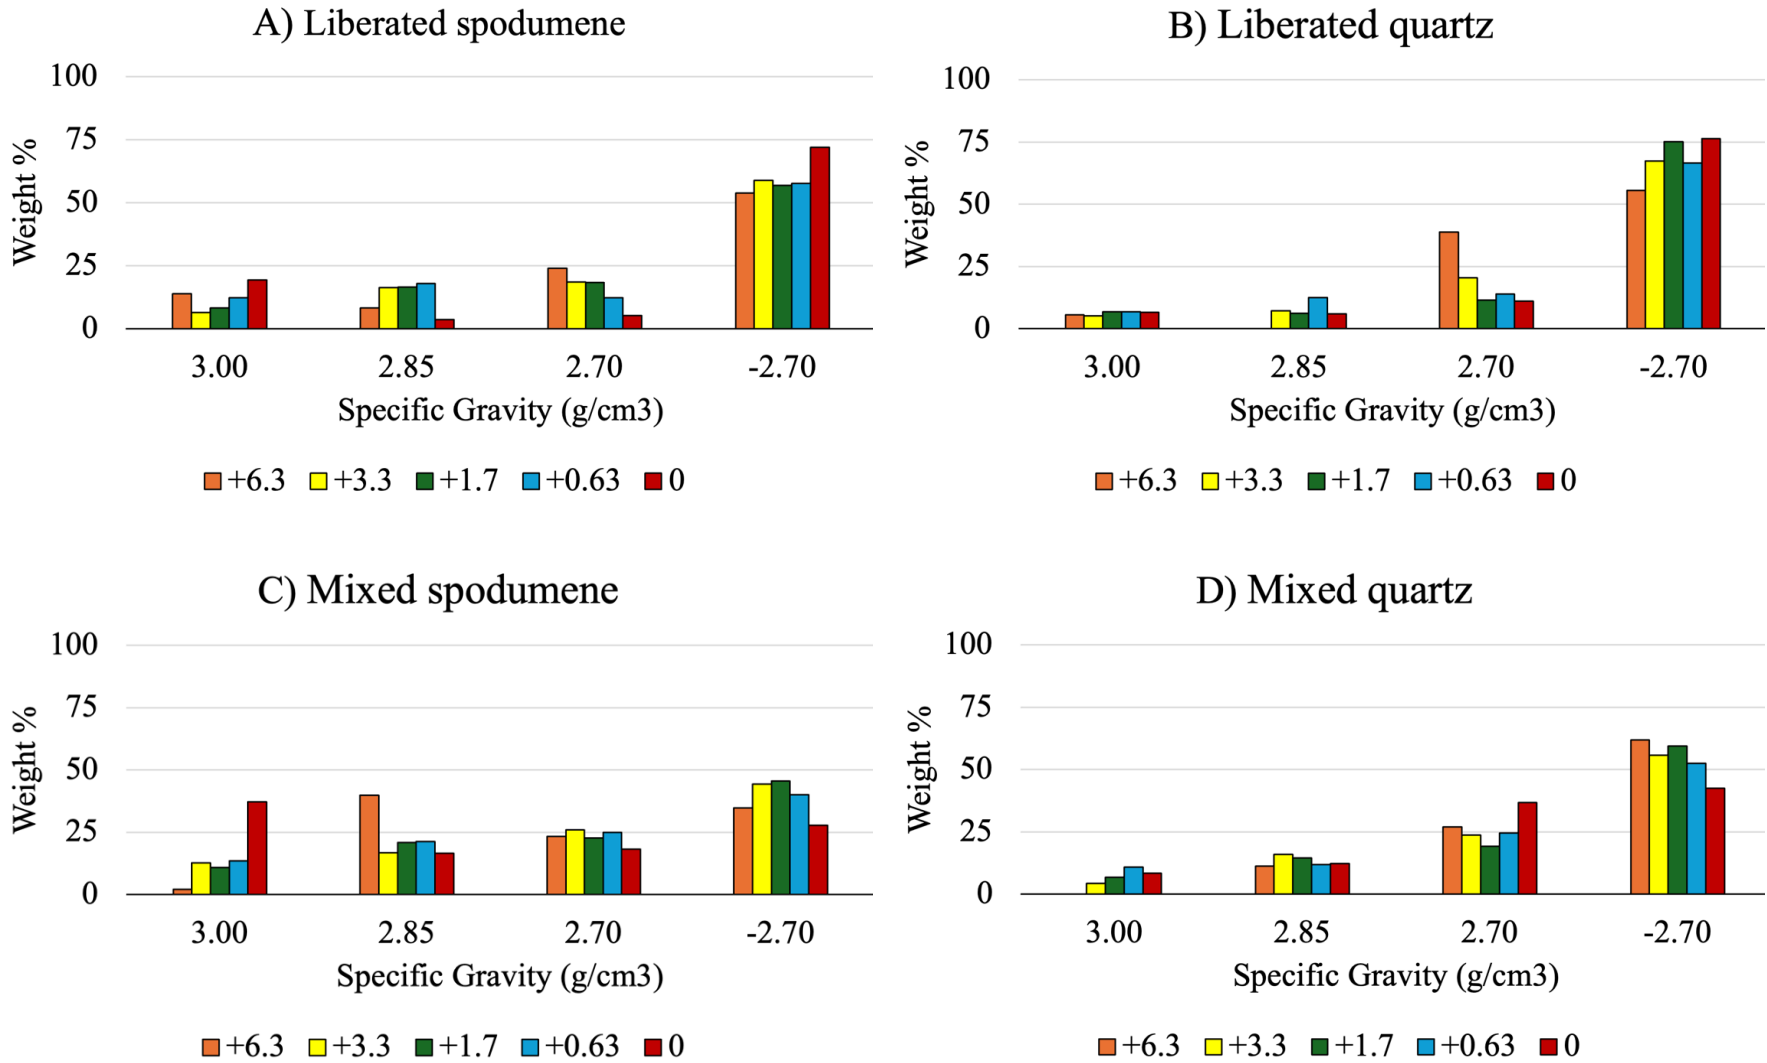 A) Liberated spodumene
100
75
50
25
0
Weight %
3.00 2.85 2.70 -2.70
Specific Gravity (g/cm3)
+6.3 +3.3 +1.7 +0.63 0
B) Liberated quartz
100
75
50
25
0
Weight %
3.00 2.85 2.70 -2.70
Specific Gravity (g/cm3)
+6.3 +3.3 +1.7 +0.63 0
C) Mixed spodumene
100
75
50
25
0
Weight %
3.00 2.85 2.70 -2.70
Specific Gravity (g/cm3)
+6.3 +3.3 +1.7 +0.63 0
D) Mixed quartz
100
75
50
25
0
Weight %
3.00 2.85 2.70 -2.70
Specific Gravity (g/cm3)
+6.3 +3.3 +1.7 +0.63 0